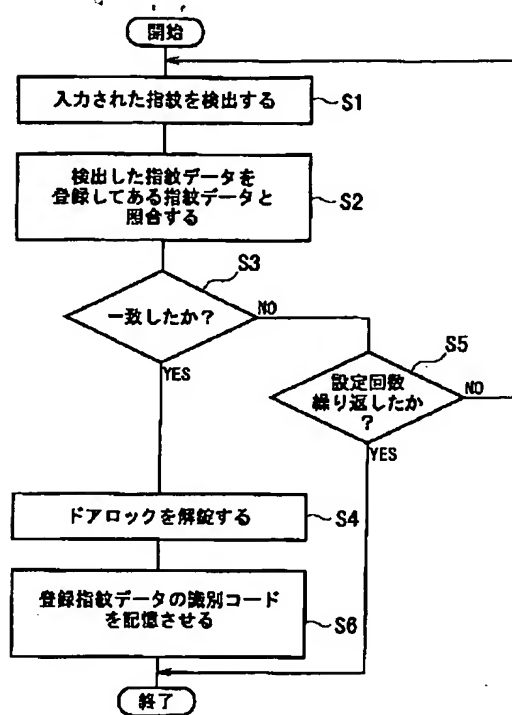 開始
入力された指紋を検出する
S1
検出した指紋データを
登録してある指紋データと
照合する
S2
S3
一致したか?
NO
YES
S5
設定回数
繰り返したか
?
NO
YES
ドアロックを解錠する
S4
登録指紋データの識別コード
を記憶させる
S6
終了